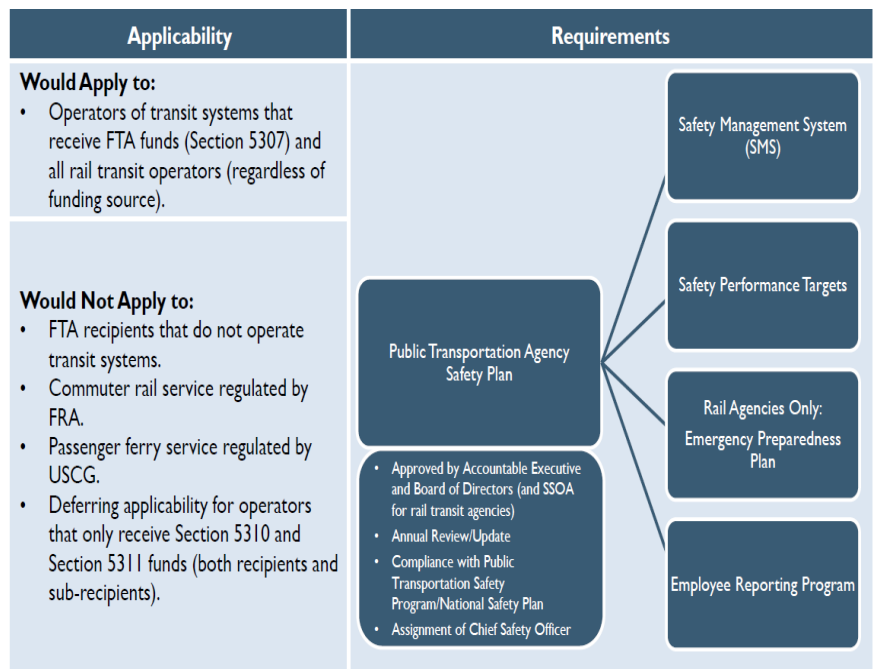 Applicability
Requirements
Would Apply to:
• Operators of transit systems that
receive FTA funds (Section 5307) and
all rail transit operators (regardless of
funding source).
Would Not Apply to:
• FTA recipients that do not operate
transit systems.
• Commuter rail service regulated by
FRA.
• Passenger ferry service regulated by
USCG.
• Deferring applicability for operators
that only receive Section 5310 and
Section 5311 funds (both recipients and
sub-recipients).
Public Transportation Agency
Safety Plan
• Approved by Accountable Executive
and Board of Directors (and SSOA
for rail transit agencies)
• Annual Review/Update
• Compliance with Public
Transportation Safety
Program/National Safety Plan
• Assignment of Chief Safety Officer
Safety Management System
(SMS)
Safety Performance Targets
Rail Agencies Only:
Emergency Preparedness
Plan
Employee Reporting Program